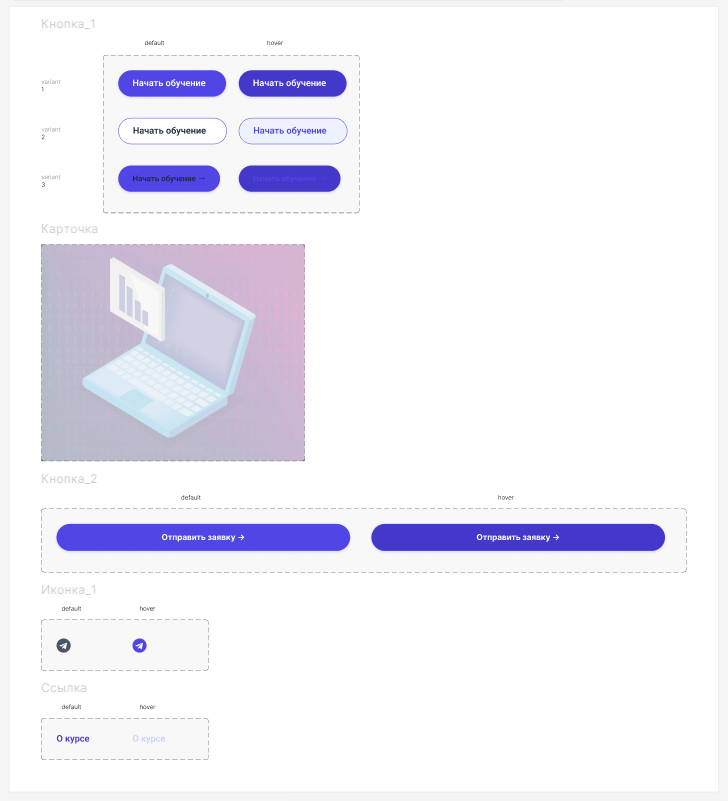 Кнопка_1
default hover
variant
1
Начать обучение Начать обучение
variant
2
Начать обучение Начать обучение
variant
3
Начать обучение → Начать обучение →
Карточка
Кнопка_2
default hover
Отправить заявку → Отправить заявку →
Иконка_1
default hover
Ссылка
default hover
О курсе О курсе